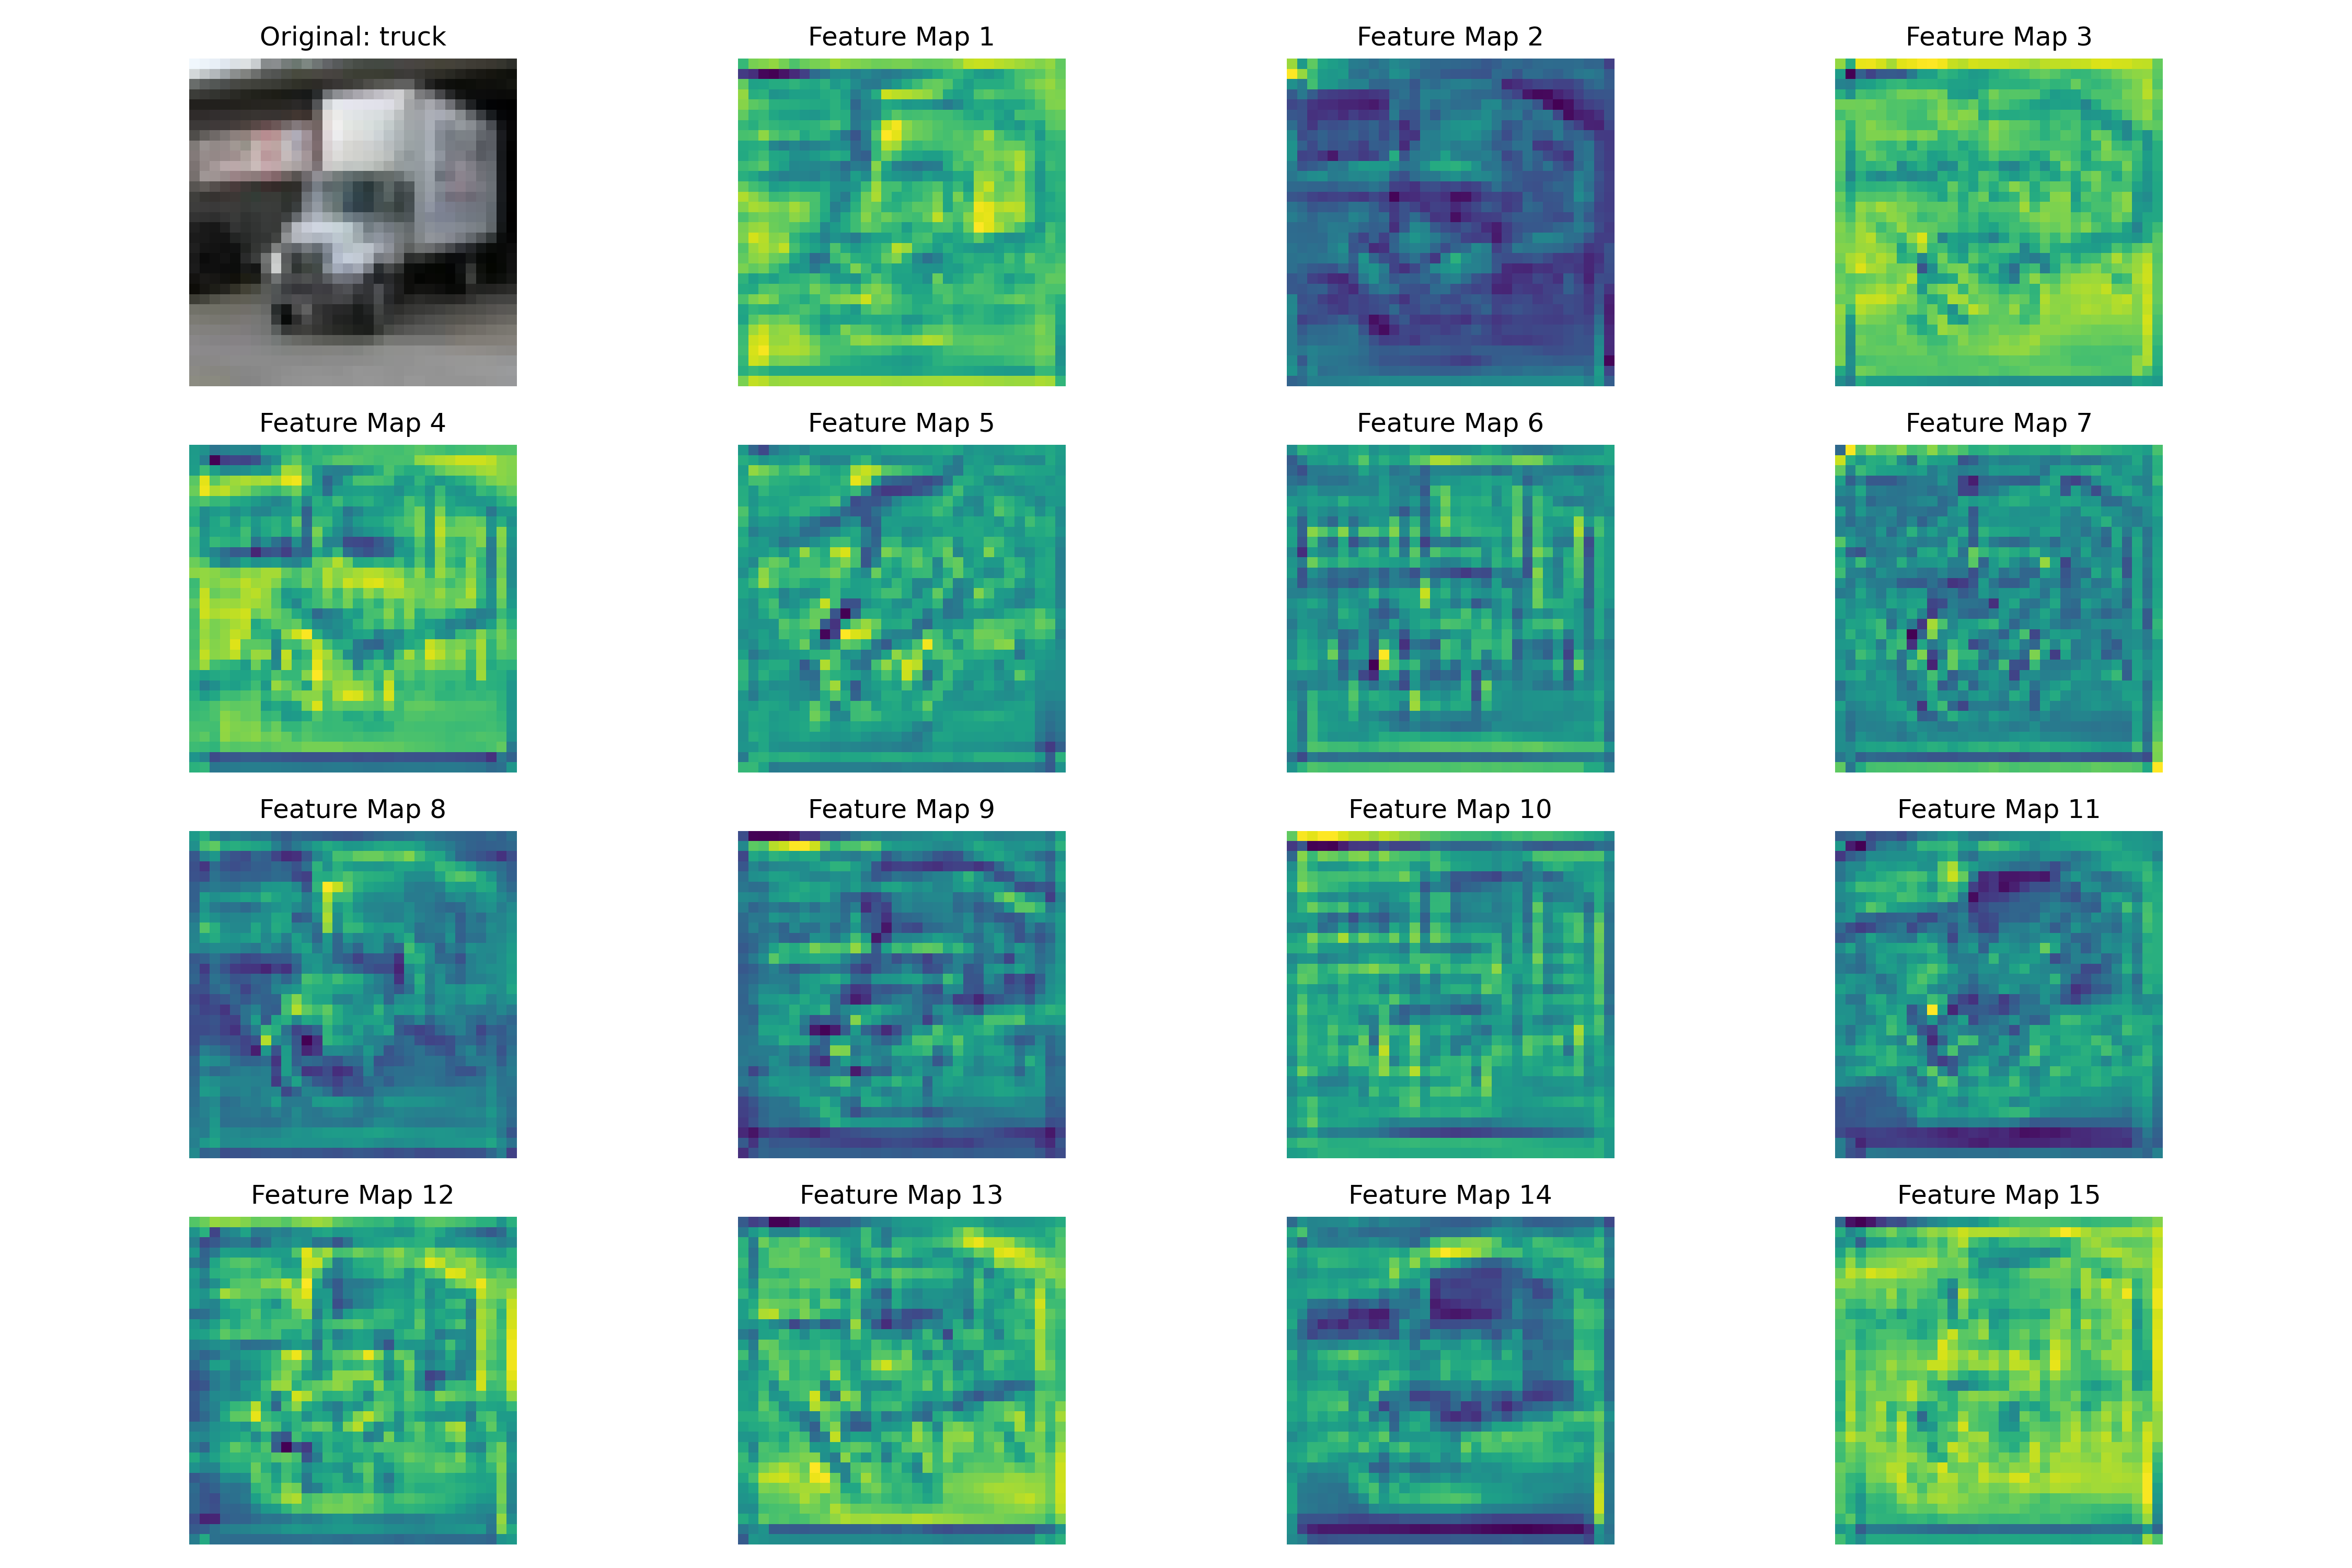 Original: truck
Feature Map 1
Feature Map 2
Feature Map 3
Feature Map 4
Feature Map 5
Feature Map 6
Feature Map 7
Feature Map 8
Feature Map 9
Feature Map 10
Feature Map 11
Feature Map 12
Feature Map 13
Feature Map 14
Feature Map 15